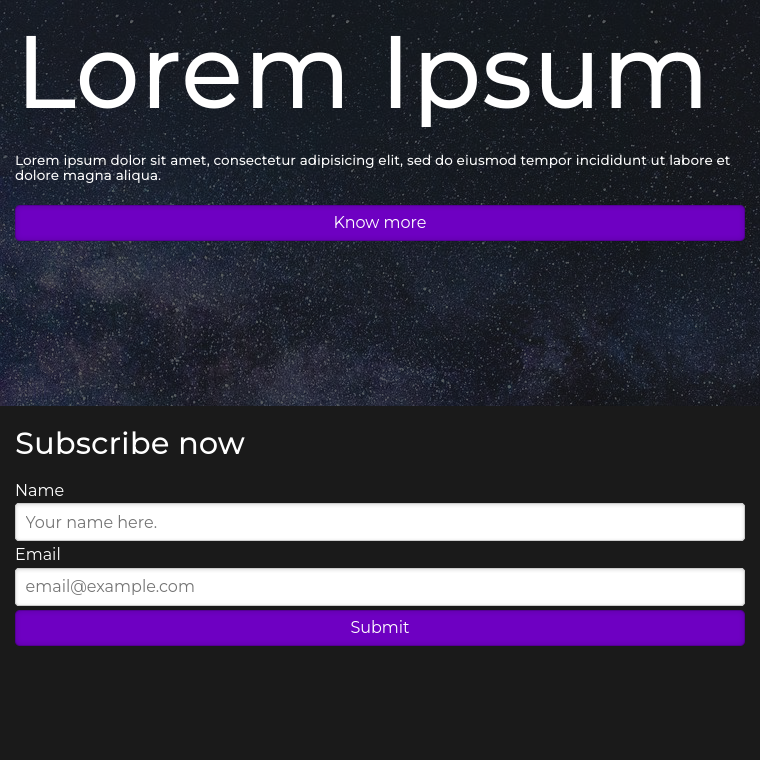 Lorem Ipsum
Lorem ipsum dolor sit amet, consectetur adipisicing elit, sed do eiusmod tempor incididunt ut labore et
dolore magna aliqua.
Know more
Subscribe now
Name
Your name here.
Email
email@example.com
Submit